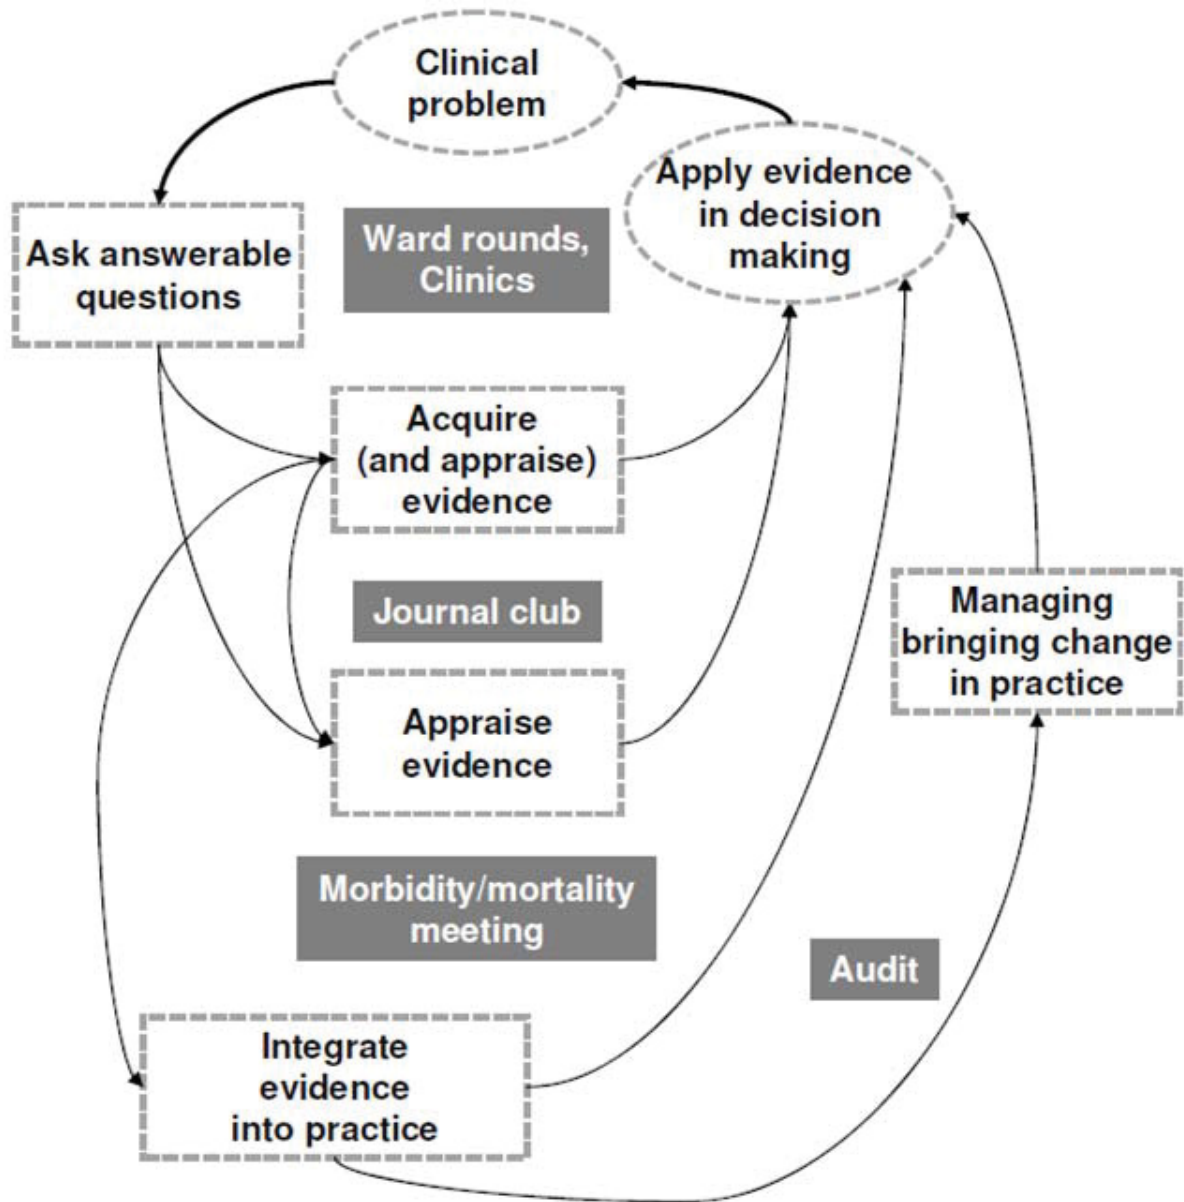 Clinical
problem
Apply evidence
in decision
making
Ask answerable
questions
Ward rounds,
Clinics
Acquire
(and appraise)
evidence
Journal club
Managing
bringing change
in practice
Appraise
evidence
Morbidity/mortality
meeting
Audit
Integrate
evidence
into practice